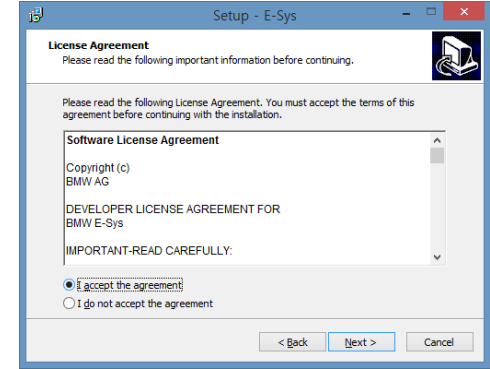 Setup - E-Sys
License Agreement
Please read the following important information before continuing.
Please read the following License Agreement. You must accept the terms of this
agreement before continuing with the installation.
Software License Agreement
Copyright (c)
BMW AG
DEVELOPER LICENSE AGREEMENT FOR
BMW E-Sys
IMPORTANT-READ CAREFULLY:
I accept the agreement
I do not accept the agreement
< Back Next > Cancel